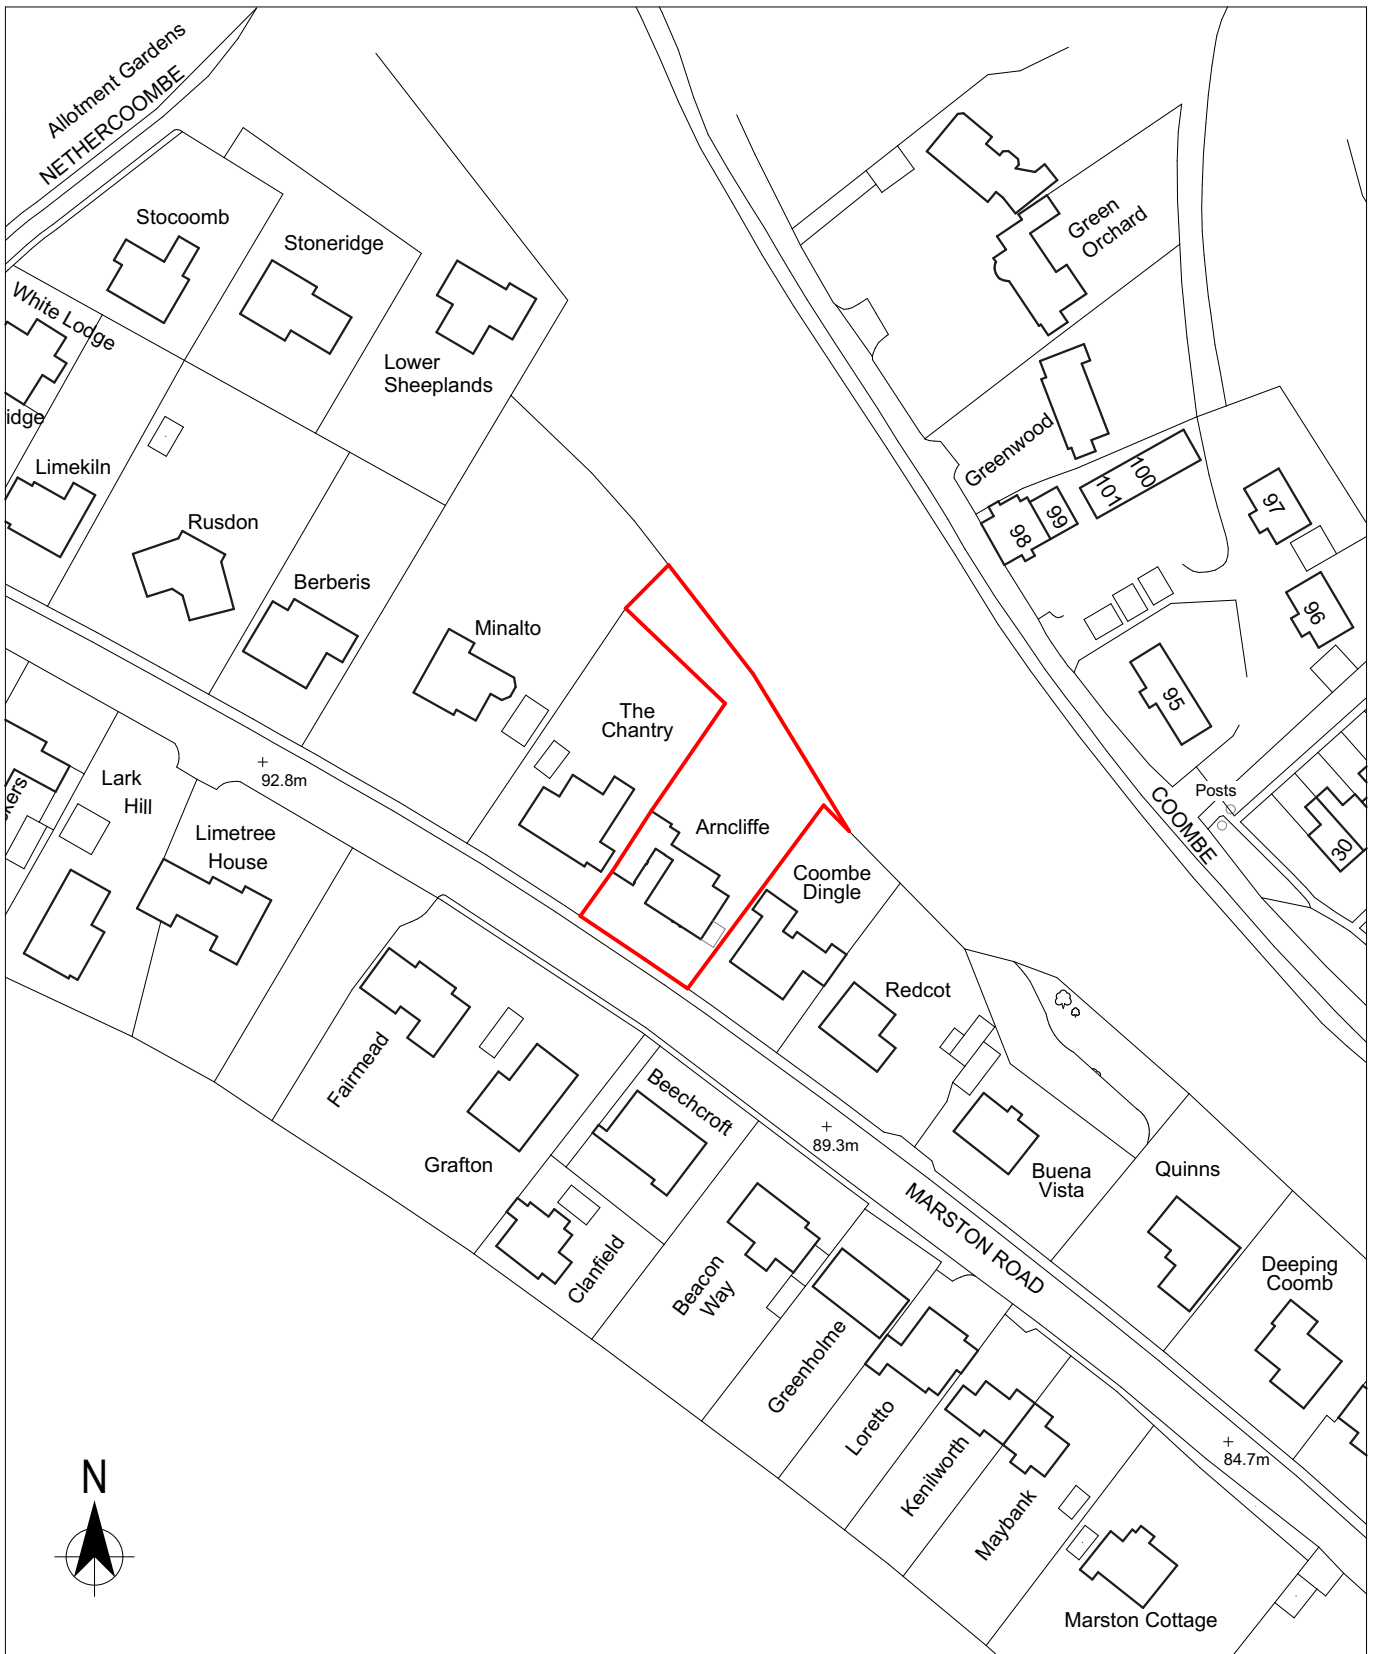 Allotment Gardens
NETHERCOOMBE
Stocoomb
Stoneridge
Green
Orchard
White Lodge
Lower
Sheeplands
idge
Greenwood
Limekiln
100
101
99
98
97
Rusdon
Berberis
96
Minalto
95
The
Chantry
92.8m
Lark
Hill
kers
Posts
COOMBE
30
Limetree
House
Arncliffe
Coombe
Dingle
Redcot
Fairmead
Beechcroft
89.3m
Grafton
Buena
Vista
Quinns
MARSTON ROAD
Clanfield
Beacon
Way
Deeping
Coomb
Greenholme
Loretto
Kenilworth
84.7m
Maybank
N
Marston Cottage